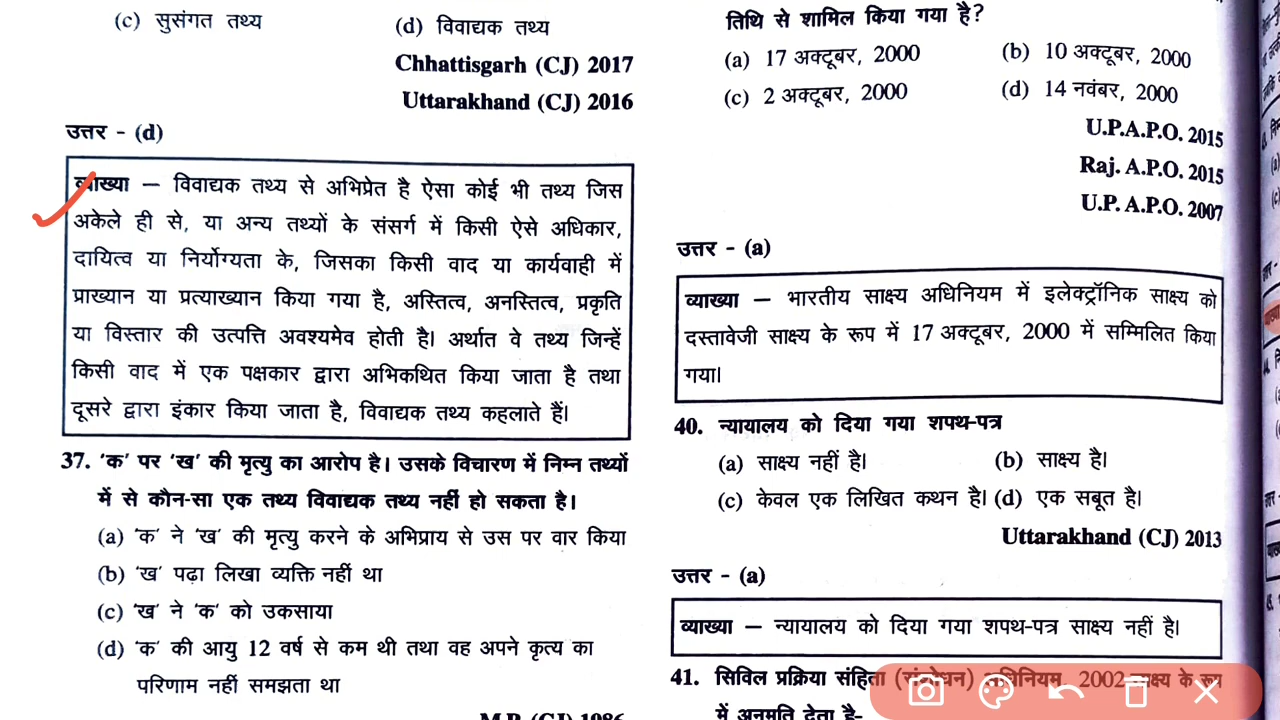 (c) सुसंगत तथ्य (d) विवाद्यक तथ्य
Chhattisgarh (CJ) 2017
Uttarakhand (CJ) 2016
उत्तर - (d)
व्याख्या – विवाद्यक तथ्य से अभिप्रेत है ऐसा कोई भी तथ्य जिस
अकेले ही से, या अन्य तथ्यों के संसर्ग में किसी ऐसे अधिकार,
दायित्व या निर्योग्यता के, जिसका किसी वाद या कार्यवाही में
प्राख्यान या प्रत्याख्यान किया गया है, अस्तित्व, अनस्तित्व, प्रकृति
या विस्तार की उत्पत्ति अवश्यमेव होती है। अर्थात वे तथ्य जिन्हें
किसी वाद में एक पक्षकार द्वारा अभिकथित किया जाता है तथा
दूसरे द्वारा इंकार किया जाता है, विवाद्यक तथ्य कहलाते हैं।
37. 'क' पर 'ख' की मृत्यु का आरोप है। उसके विचारण में निम्न तथ्यों
में से कौन-सा एक तथ्य विवाद्यक तथ्य नहीं हो सकता है।
(a) 'क' ने 'ख' की मृत्यु करने के अभिप्राय से उस पर वार किया
(b) 'ख' पढ़ा लिखा व्यक्ति नहीं था
(c) 'ख' ने 'क' को उकसाया
(d) 'क' की आयु 12 वर्ष से कम थी तथा वह अपने कृत्य का
परिणाम नहीं समझता था
M.P. (CJ) 1986
तिथि से शामिल किया गया है?
(a) 17 अक्टूबर, 2000 (b) 10 अक्टूबर, 2000
(c) 2 अक्टूबर, 2000 (d) 14 नवंबर, 2000
U.P.A.P.O. 2015
Raj. A.P.O. 2015
U.P. A.P.O. 2007
उत्तर - (a)
व्याख्या – भारतीय साक्ष्य अधिनियम में इलेक्ट्रॉनिक साक्ष्य को
दस्तावेजी साक्ष्य के रूप में 17 अक्टूबर, 2000 में सम्मिलित किया
गया।
40. न्यायालय को दिया गया शपथ-पत्र
(a) साक्ष्य नहीं है। (b) साक्ष्य है।
(c) केवल एक लिखित कथन है। (d) एक सबूत है।
Uttarakhand (CJ) 2013
उत्तर - (a)
व्याख्या – न्यायालय को दिया गया शपथ-पत्र साक्ष्य नहीं है।
41. सिविल प्रक्रिया संहिता (संशोधन) अधिनियम, 2002 साक्ष्य के रूप
में अनुमति देता है-